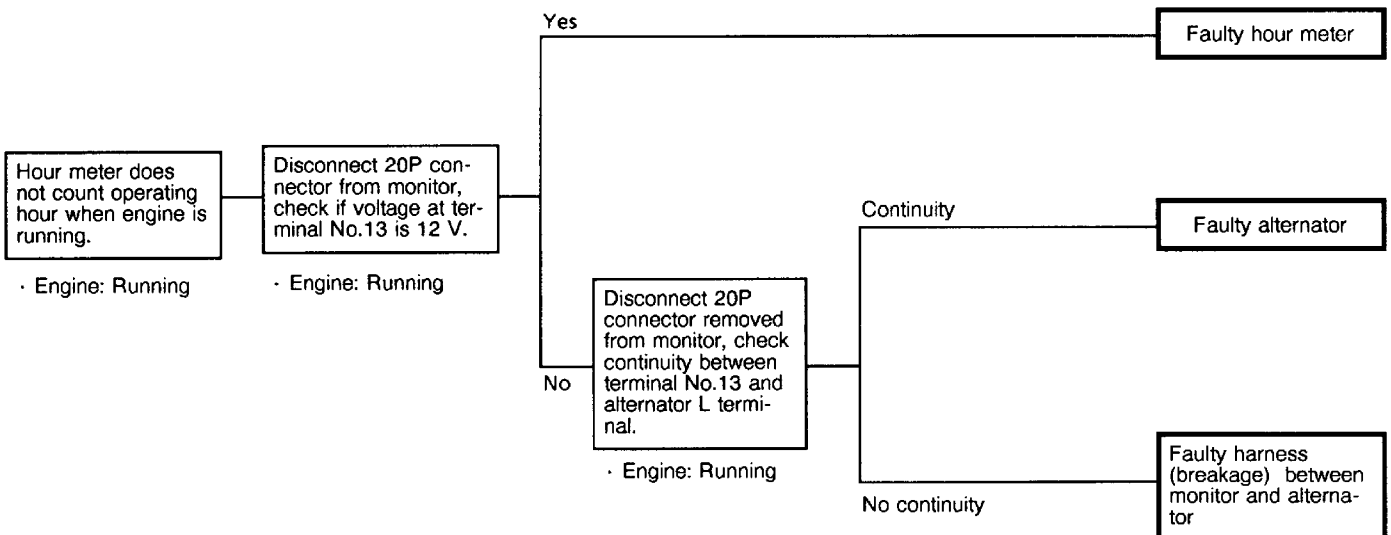 Yes
Faulty hour meter
Hour meter does
not count operating
hour when engine is
running.
· Engine: Running
Disconnect 20P con-
nector from monitor,
check if voltage at ter-
minal No.13 is 12 V.
· Engine: Running
No
Disconnect 20P
connector removed
from monitor, check
continuity between
terminal No.13 and
alternator L termi-
nal.
· Engine: Running
Continuity
Faulty alternator
No continuity
Faulty harness
(breakage) between
monitor and alterna-
tor